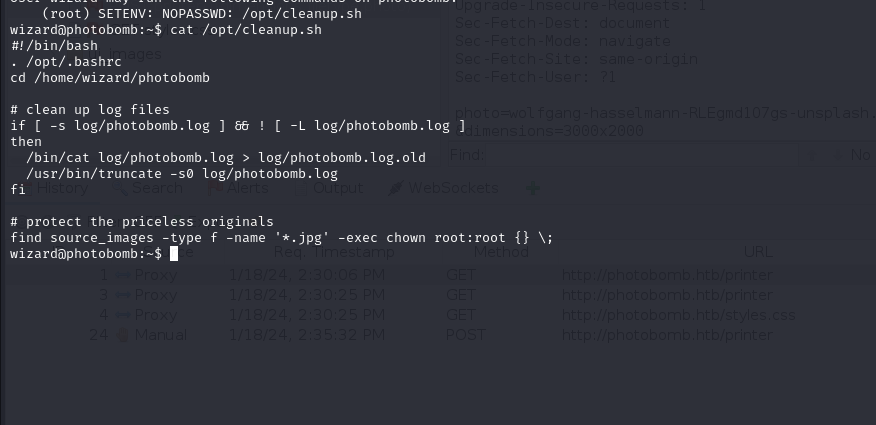 User wizard may run the following commands on photobomb:
    (root) SETENV: NOPASSWD: /opt/cleanup.sh
wizard@photobomb:~$ cat /opt/cleanup.sh
#!/bin/bash
. /opt/.bashrc
cd /home/wizard/photobomb

# clean up log files
if [ -s log/photobomb.log ] && ! [ -L log/photobomb.log ]
then
  /bin/cat log/photobomb.log > log/photobomb.log.old
  /usr/bin/truncate -s0 log/photobomb.log
fi

# protect the priceless originals
find source_images -type f -name '*.jpg' -exec chown root:root {} \;
wizard@photobomb:~$
Upgrade-Insecure-Requests: 1
Sec-Fetch-Dest: document
Sec-Fetch-Mode: navigate
Sec-Fetch-Site: same-origin
Sec-Fetch-User: ?1
photo=wolfgang-hasselmann-RLEgmd1O7gs-unsplash.
&dimensions=3000x2000
Find: No
Images
History Search Alerts Output WebSockets
Req. Timestamp Method URL
1 Proxy 1/18/24, 2:30:06 PM GET http://photobomb.htb/printer
3 Proxy 1/18/24, 2:30:25 PM GET http://photobomb.htb/printer
4 Proxy 1/18/24, 2:30:25 PM GET http://photobomb.htb/styles.css
24 Manual 1/18/24, 2:35:32 PM POST http://photobomb.htb/printer